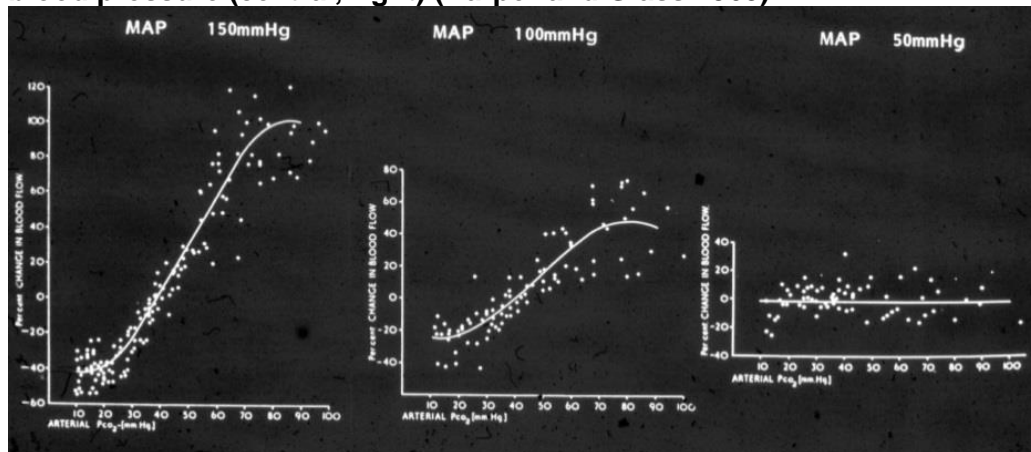 MAP 150mmHg
120
100
80
60
40
20
0
-20
-40
-60
Per cent CHANGE IN BLOOD FLOW
10 20 30 40 50 60 70 80 90 100
ARTERIAL Pco₂-[mm Hg]
MAP 100mmHg
80
60
40
20
0
-20
-40
Per cent CHANGE IN BLOOD FLOW
10 20 30 40 50 60 70 80 90 100
ARTERIAL Pco₂ [mm Hg]
MAP 50mmHg
40
20
0
-20
-40
Per cent CHANGE IN BLOOD FLOW
10 20 30 40 50 60 70 80 90 100
ARTERIAL Pco₂ [mm Hg]